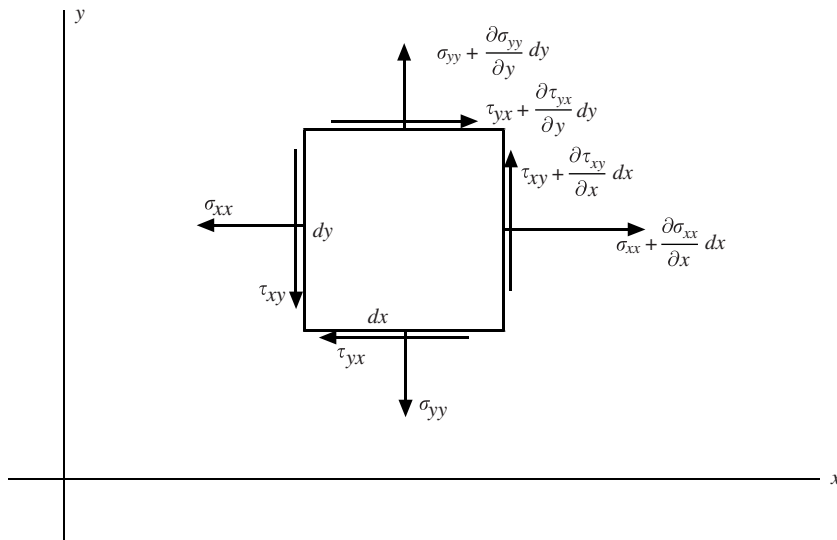 y
σyy + ∂σyy/∂y dy
τyx + ∂τyx/∂y dy
τxy + ∂τxy/∂x dx
σxx
dy
σxx + ∂σxx/∂x dx
τxy
dx
τyx
σyy
x